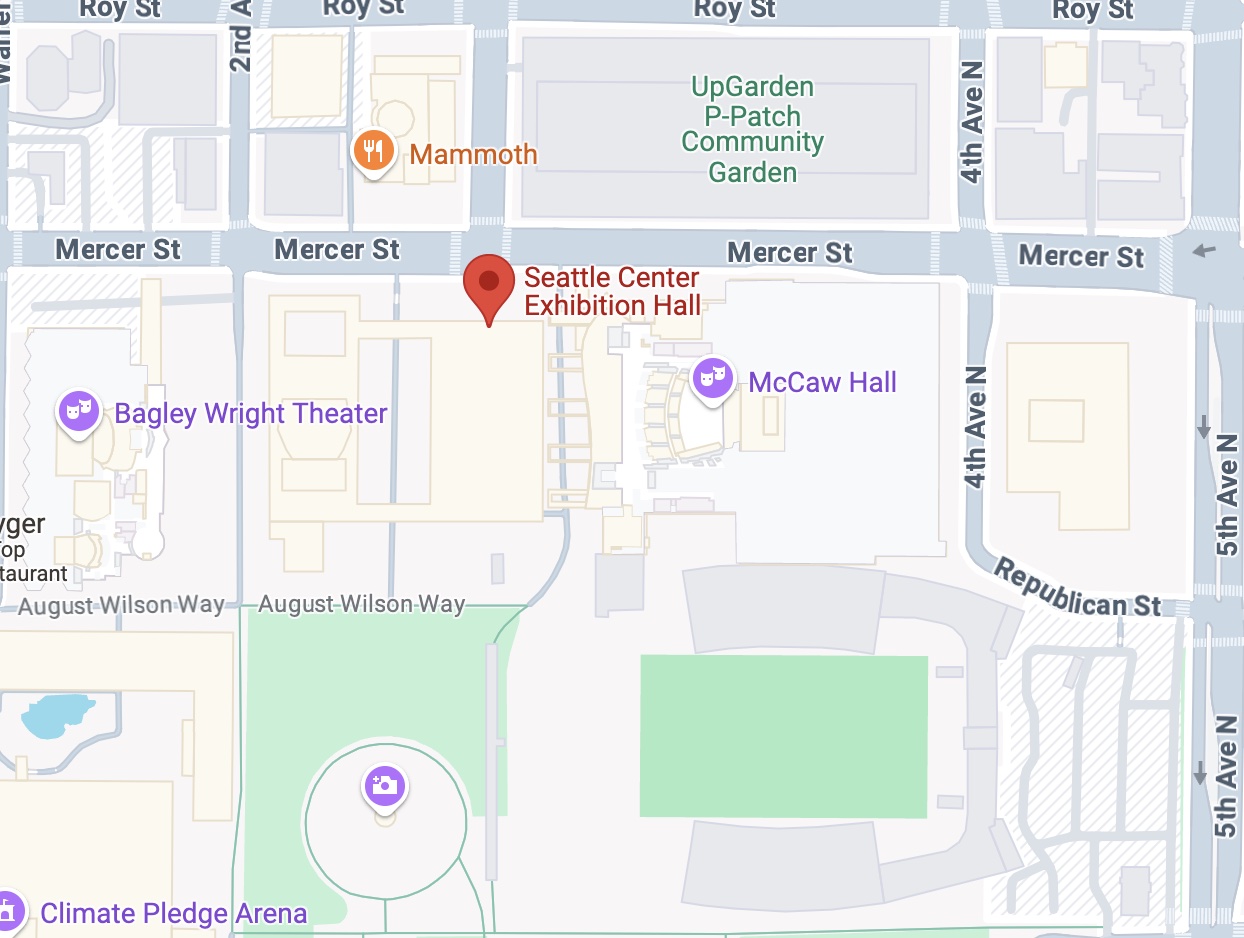 Roy St
Roy St
Roy St
Roy St
2nd A
UpGarden
P-Patch
Community
Garden
4th Ave N
Mammoth
Mercer St
Mercer St
Mercer St
Mercer St
Seattle Center
Exhibition Hall
McCaw Hall
Bagley Wright Theater
4th Ave N
5th Ave N
yger
op
taurant
August Wilson Way
August Wilson Way
Republican St
5th Ave N
Climate Pledge Arena